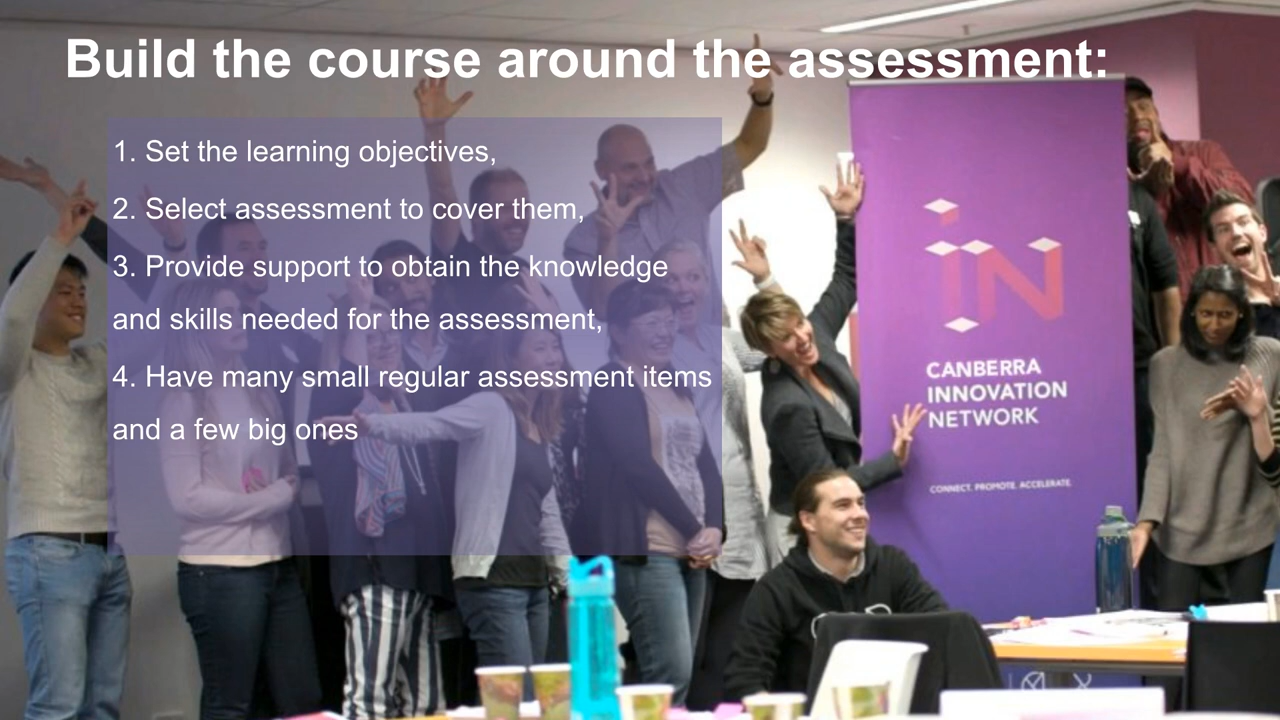 Build the course around the assessment:
1. Set the learning objectives,
2. Select assessment to cover them,
3. Provide support to obtain the knowledge
and skills needed for the assessment,
4. Have many small regular assessment items
and a few big ones
IN
CANBERRA
INNOVATION
NETWORK
CONNECT. PROMOTE. ACCELERATE.